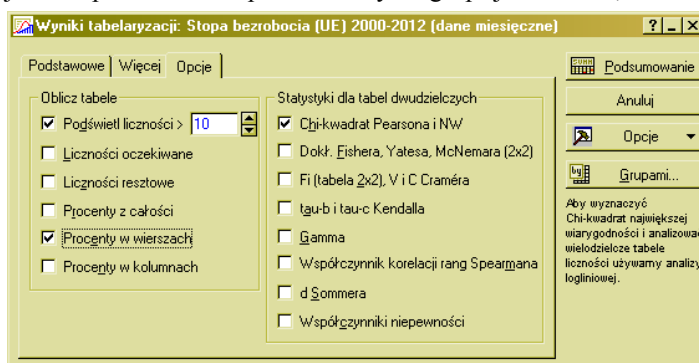 Wyniki tabelaryzacji: Stopa bezrobocia (UE) 2000-2012 (dane miesięczne)
Podstawowe Więcej Opcje
Oblicz tabele
Podświetl liczności > 10
Liczności oczekiwane
Liczności resztowe
Procenty z całości
Procenty w wierszach
Procenty w kolumnach
Statystyki dla tabel dwudzielczych
Chi-kwadrat Pearsona i NW
Dokł. Fishera, Yatesa, McNemara (2x2)
Fi (tabela 2x2), V i C Craméra
tau-b i tau-c Kendalla
Gamma
Współczynnik korelacji rang Spearmana
d Sommera
Współczynniki niepewności
Podsumowanie
Anuluj
Opcje
Grupami...
Aby wyznaczyć
Chi-kwadrat największej
wiarygodności i analizować
wielodzielcze tabele
liczności używamy analizy
logliniowej.